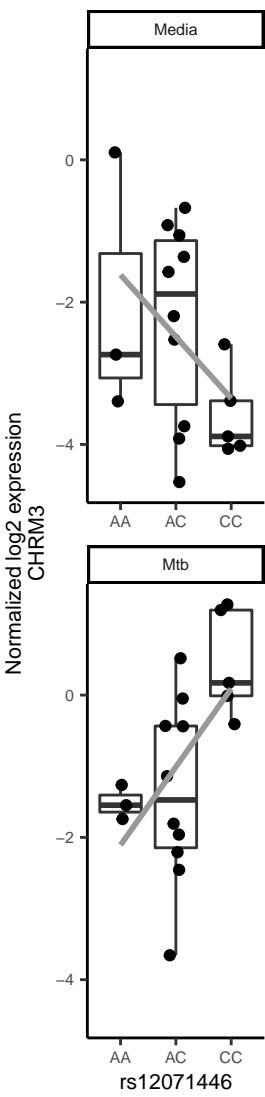 Media
0
−2
−4
AA AC CC
Normalized log2 expression
CHRM3
Mtb
0
−2
−4
AA AC CC
rs12071446